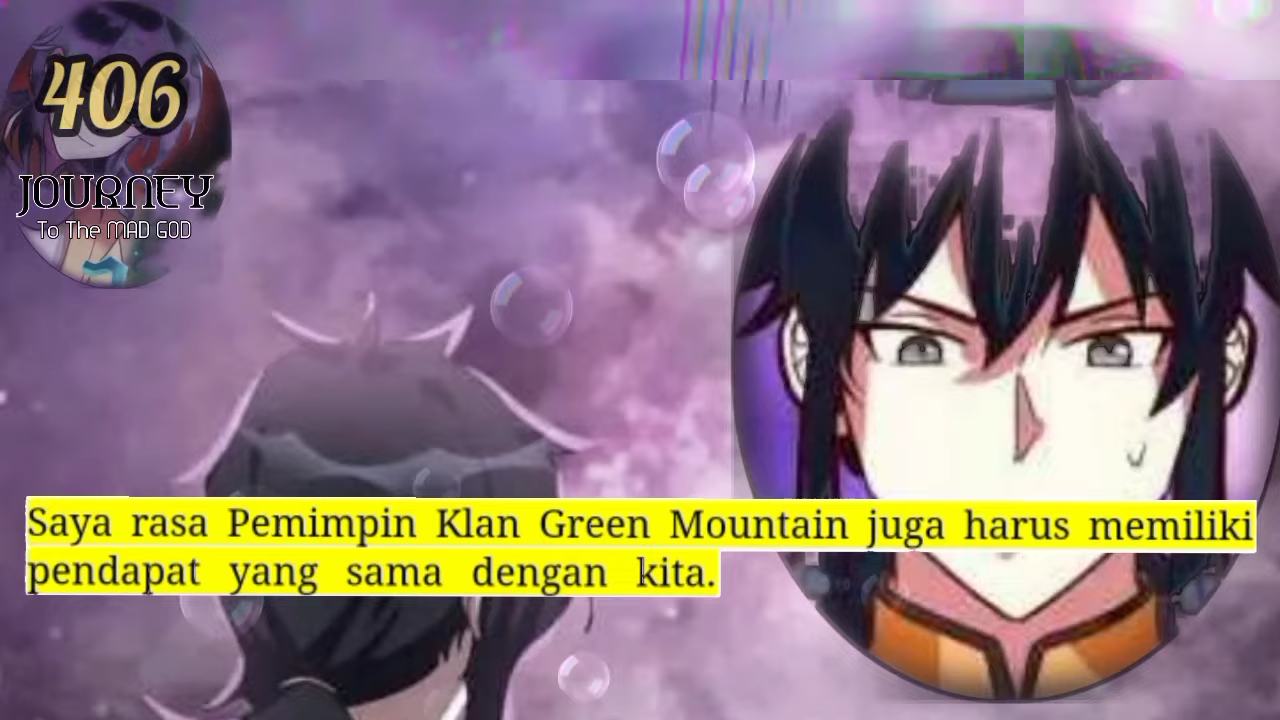 406
JOURNEY
To The MAD GOD
Saya rasa Pemimpin Klan Green Mountain juga harus memiliki
pendapat yang sama dengan kita.